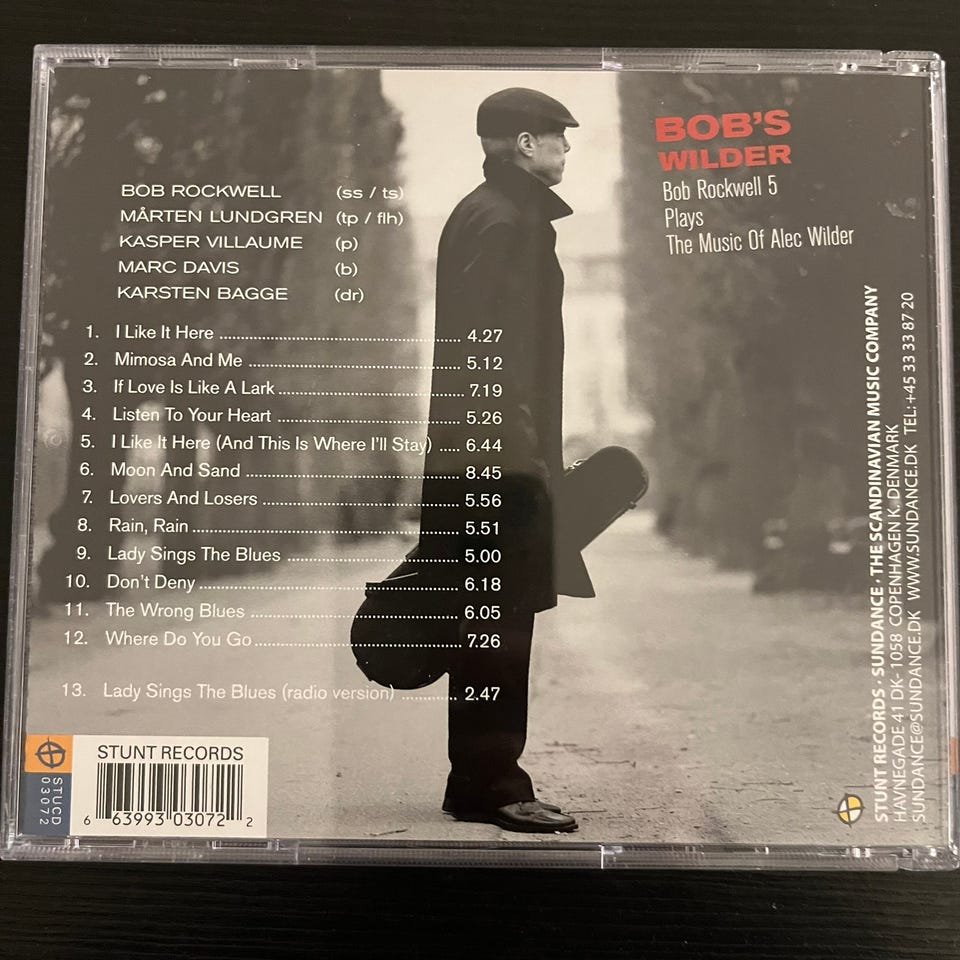 BOB'S
WILDER
Bob Rockwell 5
Plays
The Music Of Alec Wilder
BOB ROCKWELL (ss / ts)
MÅRTEN LUNDGREN (tp / flh)
KASPER VILLAUME (p)
MARC DAVIS (b)
KARSTEN BAGGE (dr)
1. I Like It Here ........ 4.27
2. Mimosa And Me ........ 5.12
3. If Love Is Like A Lark ........ 7.19
4. Listen To Your Heart ........ 5.26
5. I Like It Here (And This Is Where I'll Stay) ..... 6.44
6. Moon And Sand ........ 8.45
7. Lovers And Losers ........ 5.56
8. Rain, Rain ........ 5.51
9. Lady Sings The Blues ........ 5.00
10. Don't Deny ........ 6.18
11. The Wrong Blues ........ 6.05
12. Where Do You Go ........ 7.26
13. Lady Sings The Blues (radio version) ........ 2.47
STUNT RECORDS
STUCD
03072
6 63993 03072 2
STUNT RECORDS · SUNDANCE · THE SCANDINAVIAN MUSIC COMPANY
HAVNEGADE 41 DK- 1058 COPENHAGEN K. DENMARK
SUNDANCE@SUNDANCE.DK WWW.SUNDANCE.DK TEL: +45 33 33 87 20